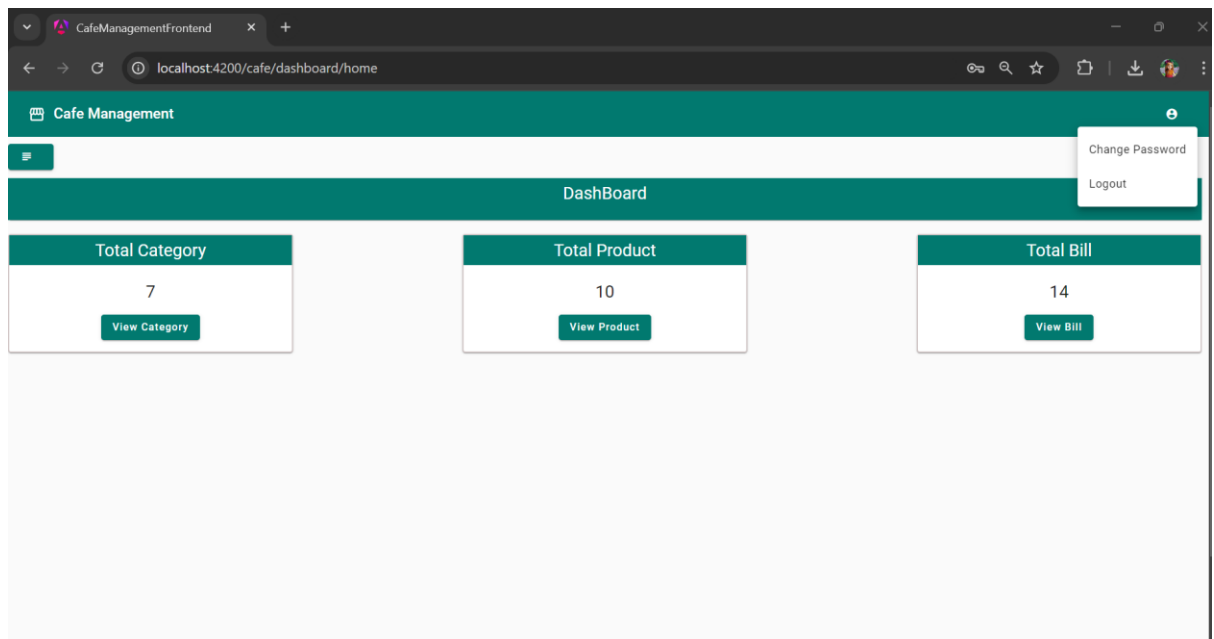 CafeManagementFrontend
localhost:4200/cafe/dashboard/home
Cafe Management
Change Password
Logout
DashBoard
Total Category
7
View Category
Total Product
10
View Product
Total Bill
14
View Bill